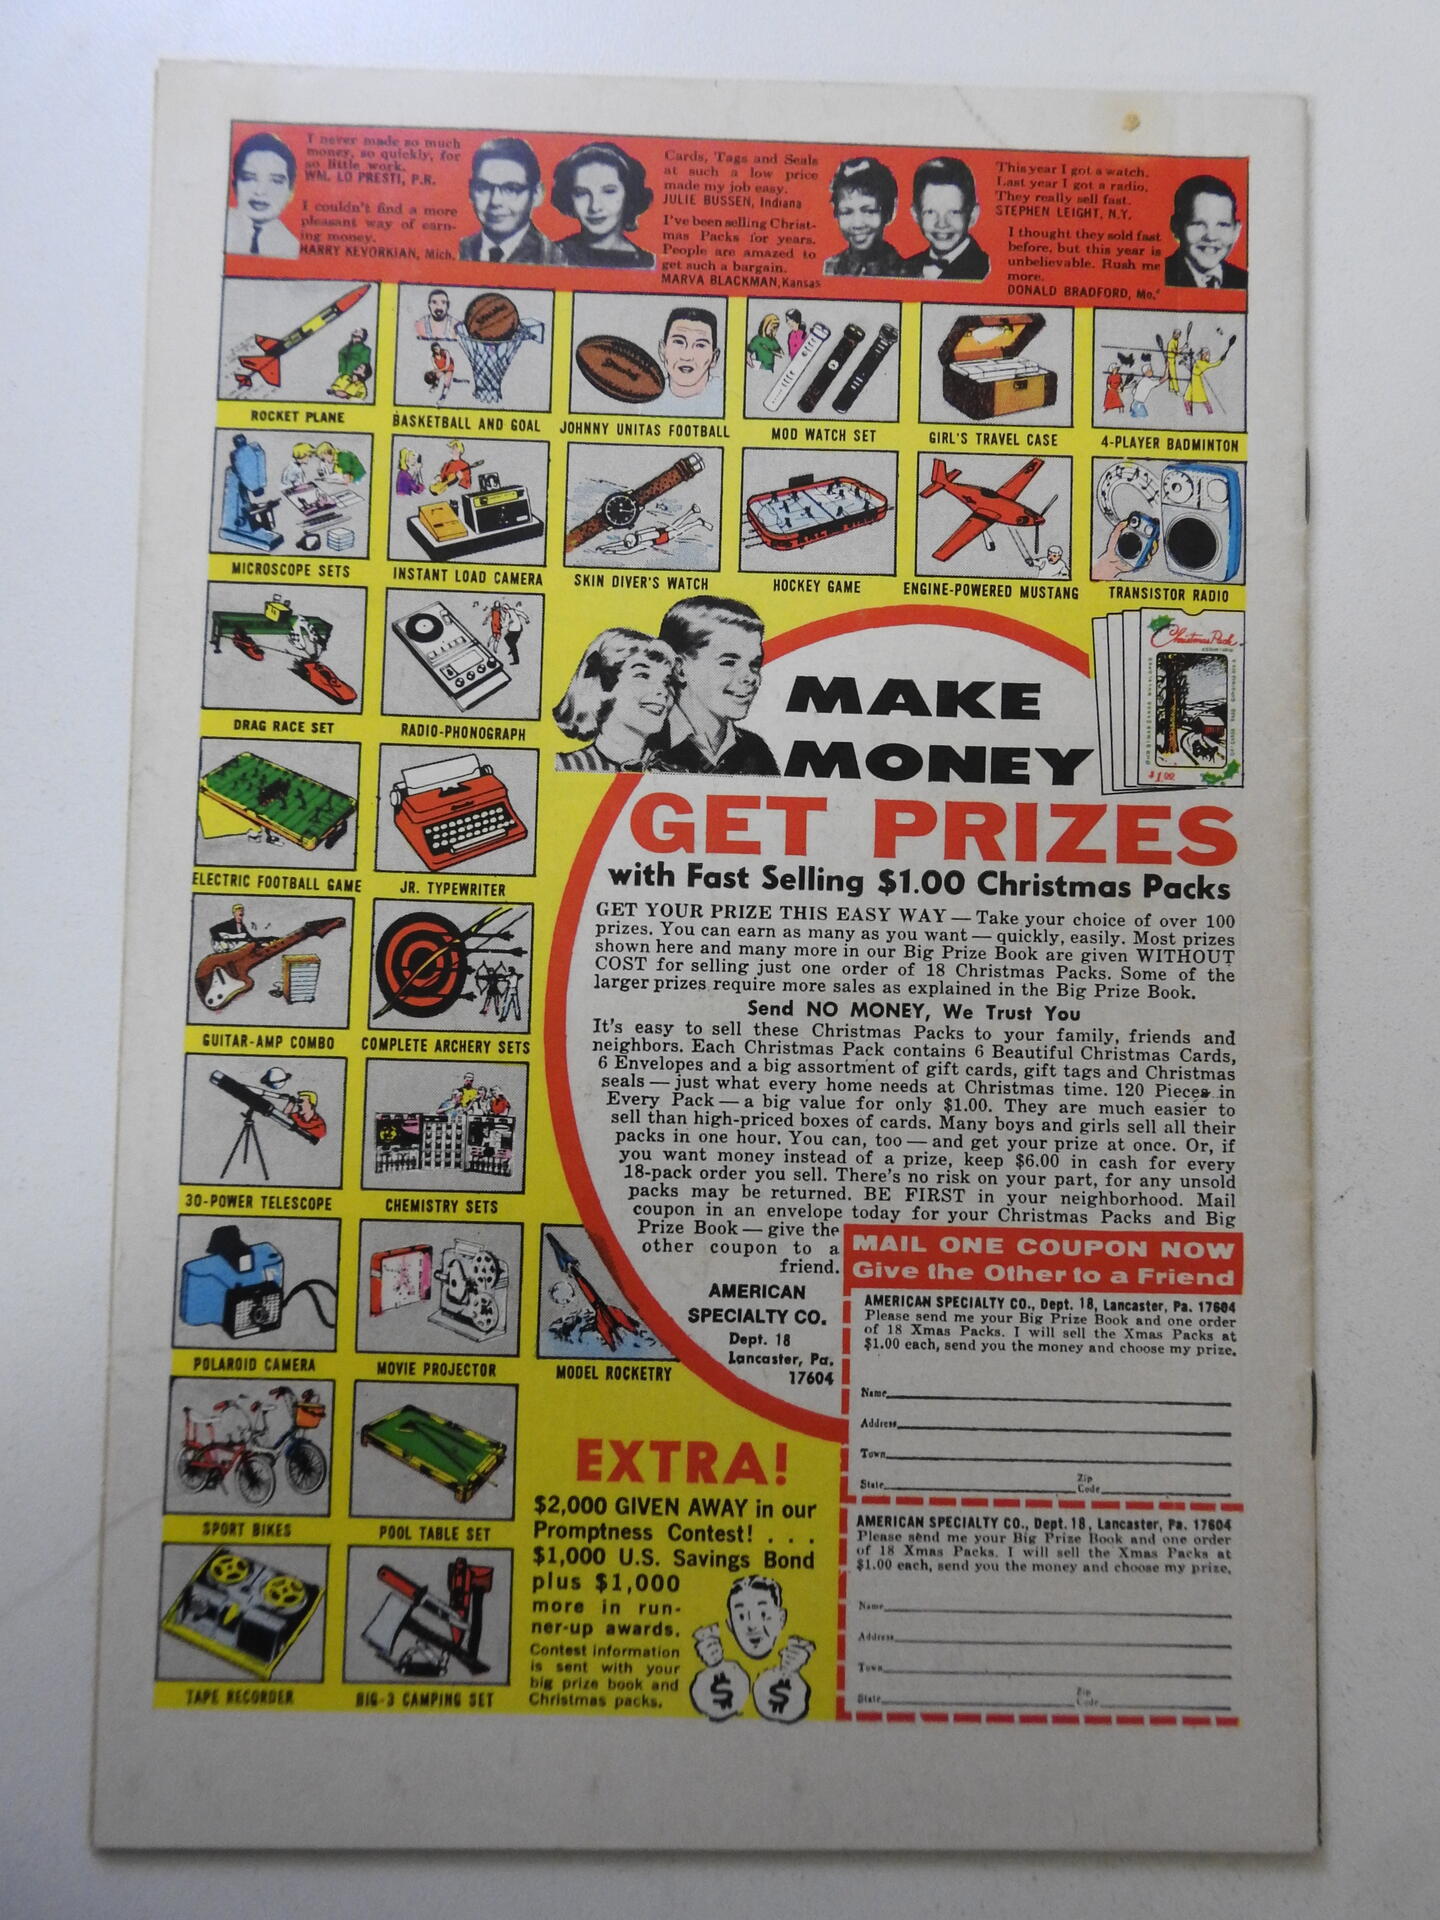 I never made so much
money, so quickly, for
so little work.
WM. LO PRESTI, P.R.
I couldn't find a more
pleasant way of earn-
ing money.
HARRY KEVORKIAN, Mich.
Cards, Tags and Seals
at such a low price
made my job easy.
JULIE BUSSEN, Indiana
I've been selling Christ-
mas Packs for years.
People are amazed to
get such a bargain.
MARVA BLACKMAN, Kansas
This year I got a watch.
Last year I got a radio.
They really sell fast.
STEPHEN LEIGHT, N.Y.
I thought they sold fast
before, but this year is
unbelievable. Rush me
more.
DONALD BRADFORD, Mo.
ROCKET PLANE
BASKETBALL AND GOAL
JOHNNY UNITAS FOOTBALL
MOD WATCH SET
GIRL'S TRAVEL CASE
4-PLAYER BADMINTON
MICROSCOPE SETS
INSTANT LOAD CAMERA
SKIN DIVER'S WATCH
HOCKEY GAME
ENGINE-POWERED MUSTANG
TRANSISTOR RADIO
DRAG RACE SET
RADIO-PHONOGRAPH
ELECTRIC FOOTBALL GAME
JR. TYPEWRITER
GUITAR-AMP COMBO
COMPLETE ARCHERY SETS
30-POWER TELESCOPE
CHEMISTRY SETS
POLAROID CAMERA
MOVIE PROJECTOR
MODEL ROCKETRY
SPORT BIKES
POOL TABLE SET
TAPE RECORDER
BIG-3 CAMPING SET
Christmas Pack
$1.00
MAKE
MONEY
GET PRIZES
with Fast Selling $1.00 Christmas Packs
GET YOUR PRIZE THIS EASY WAY — Take your choice of over 100
prizes. You can earn as many as you want — quickly, easily. Most prizes
shown here and many more in our Big Prize Book are given WITHOUT
COST for selling just one order of 18 Christmas Packs. Some of the
larger prizes require more sales as explained in the Big Prize Book.
Send NO MONEY, We Trust You
It's easy to sell these Christmas Packs to your family, friends and
neighbors. Each Christmas Pack contains 6 Beautiful Christmas Cards,
6 Envelopes and a big assortment of gift cards, gift tags and Christmas
seals — just what every home needs at Christmas time. 120 Pieces in
Every Pack — a big value for only $1.00. They are much easier to
sell than high-priced boxes of cards. Many boys and girls sell all their
packs in one hour. You can, too — and get your prize at once. Or, if
you want money instead of a prize, keep $6.00 in cash for every
18-pack order you sell. There's no risk on your part, for any unsold
packs may be returned. BE FIRST in your neighborhood. Mail
coupon in an envelope today for your Christmas Packs and Big
Prize Book — give the
other coupon to a
friend.
AMERICAN
SPECIALTY CO.
Dept. 18
Lancaster, Pa.
17604
EXTRA!
$2,000 GIVEN AWAY in our
Promptness Contest! . . .
$1,000 U.S. Savings Bond
plus $1,000
more in run-
ner-up awards.
Contest information
is sent with your
big prize book and
Christmas packs.
$ $
MAIL ONE COUPON NOW
Give the Other to a Friend
AMERICAN SPECIALTY CO., Dept. 18, Lancaster, Pa. 17604
Please send me your Big Prize Book and one order
of 18 Xmas Packs. I will sell the Xmas Packs at
$1.00 each, send you the money and choose my prize.
Name
Address
Town
State Zip Code
AMERICAN SPECIALTY CO., Dept. 18, Lancaster, Pa. 17604
Please send me your Big Prize Book and one order
of 18 Xmas Packs. I will sell the Xmas Packs at
$1.00 each, send you the money and choose my prize.
Name
Address
Town
State Zip Code